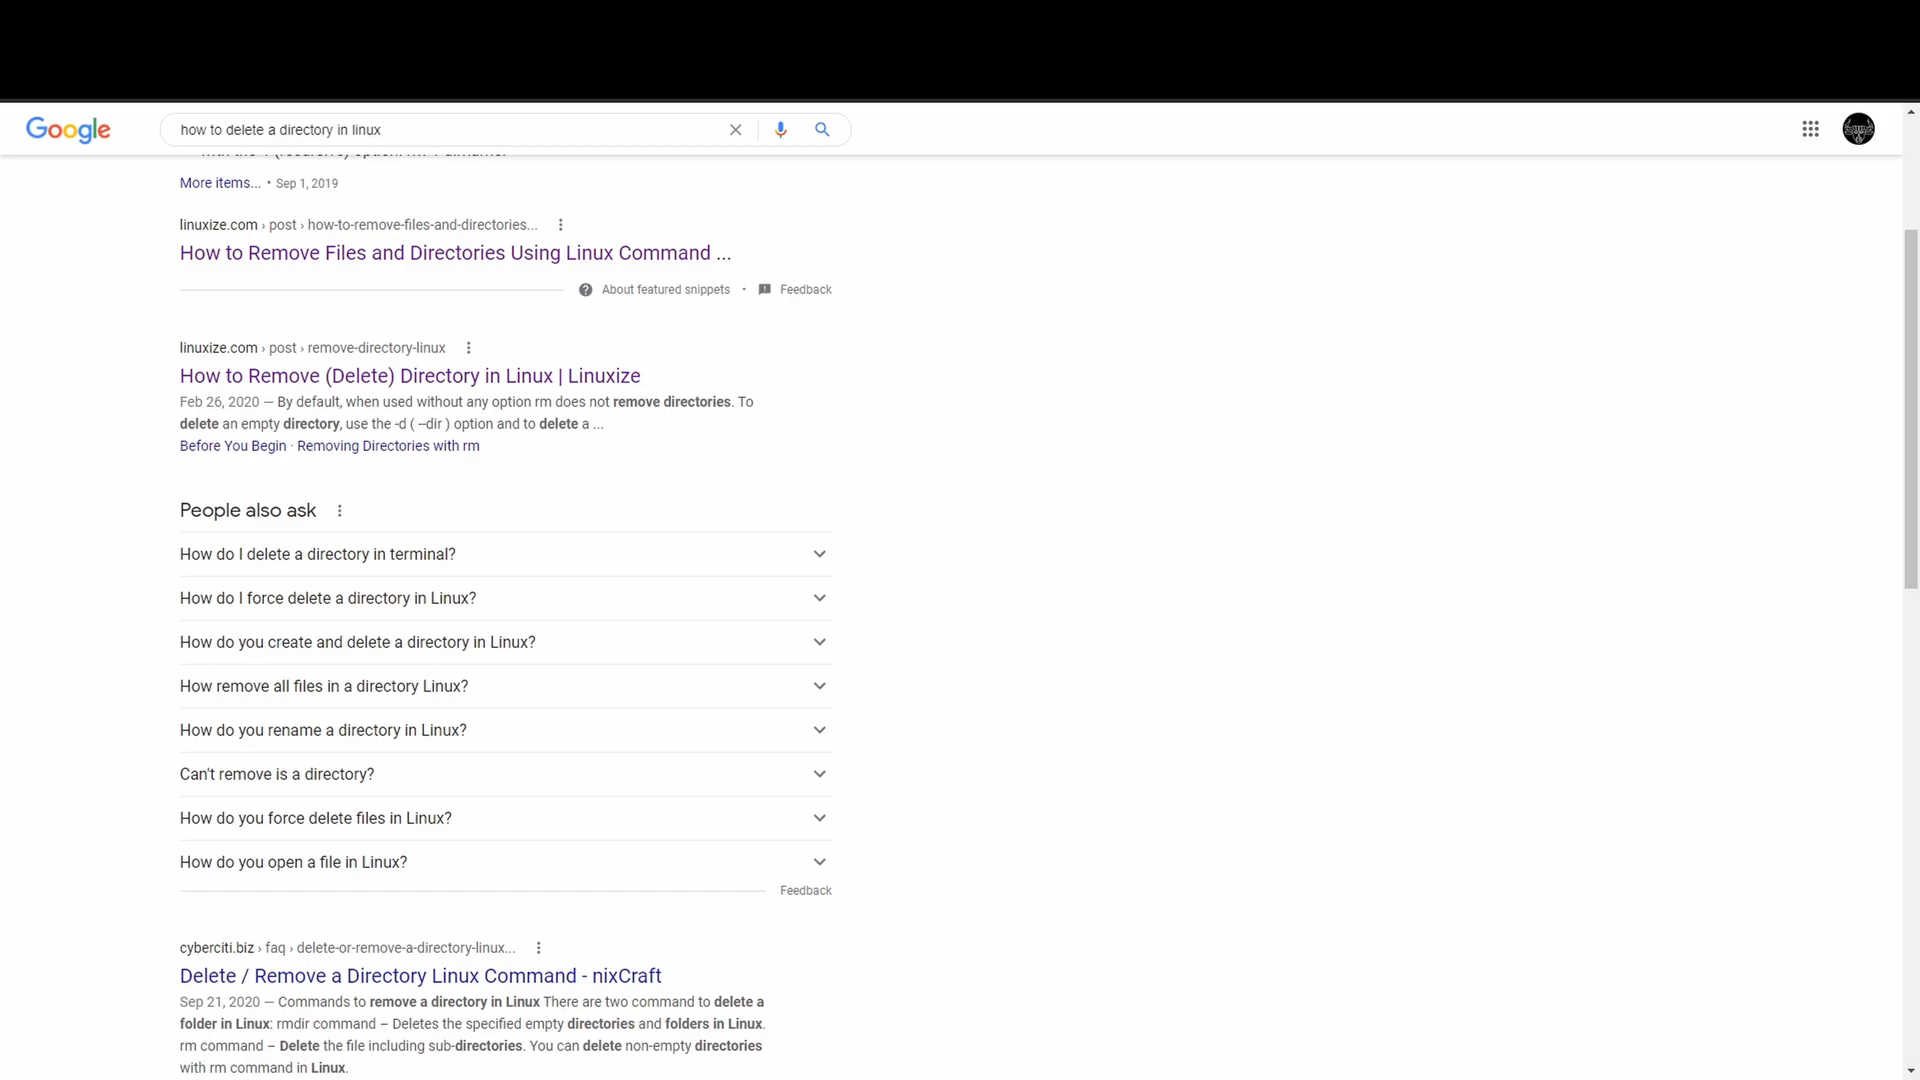 Google
how to delete a directory in linux
More items... • Sep 1, 2019
linuxize.com › post › how-to-remove-files-and-directories...
How to Remove Files and Directories Using Linux Command ...
About featured snippets • Feedback
linuxize.com › post › remove-directory-linux
How to Remove (Delete) Directory in Linux | Linuxize
Feb 26, 2020 — By default, when used without any option rm does not remove directories. To
delete an empty directory, use the -d ( --dir ) option and to delete a ...
Before You Begin · Removing Directories with rm
People also ask
How do I delete a directory in terminal?
How do I force delete a directory in Linux?
How do you create and delete a directory in Linux?
How remove all files in a directory Linux?
How do you rename a directory in Linux?
Can't remove is a directory?
How do you force delete files in Linux?
How do you open a file in Linux?
Feedback
cyberciti.biz › faq › delete-or-remove-a-directory-linux...
Delete / Remove a Directory Linux Command - nixCraft
Sep 21, 2020 — Commands to remove a directory in Linux There are two command to delete a
folder in Linux: rmdir command – Deletes the specified empty directories and folders in Linux.
rm command – Delete the file including sub-directories. You can delete non-empty directories
with rm command in Linux.